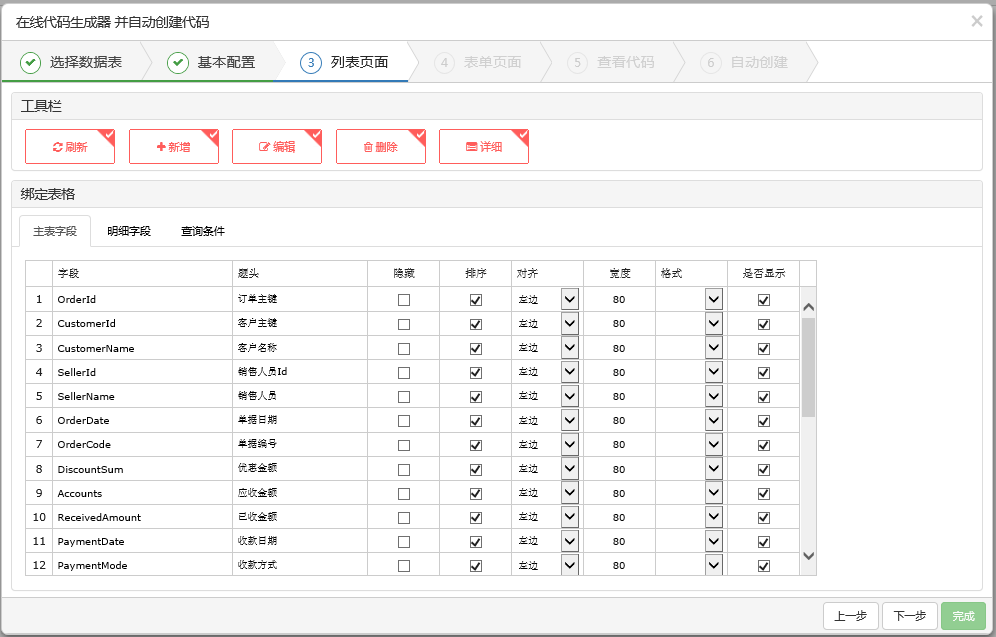 在线代码生成器 并自动创建代码
选择数据表 基本配置 3 列表页面 4 表单页面 5 查看代码 6 自动创建
工具栏
刷新 新增 编辑 删除 详细
绑定表格
主表字段 明细字段 查询条件
字段 题头 隐藏 排序 对齐 宽度 格式 是否显示
1 OrderId 订单主键 左边 80
2 CustomerId 客户主键 左边 80
3 CustomerName 客户名称 左边 80
4 SellerId 销售人员Id 左边 80
5 SellerName 销售人员 左边 80
6 OrderDate 单据日期 左边 80
7 OrderCode 单据编号 左边 80
8 DiscountSum 优惠金额 左边 80
9 Accounts 应收金额 左边 80
10 ReceivedAmount 已收金额 左边 80
11 PaymentDate 收款日期 左边 80
12 PaymentMode 收款方式 左边 80
上一步 下一步 完成